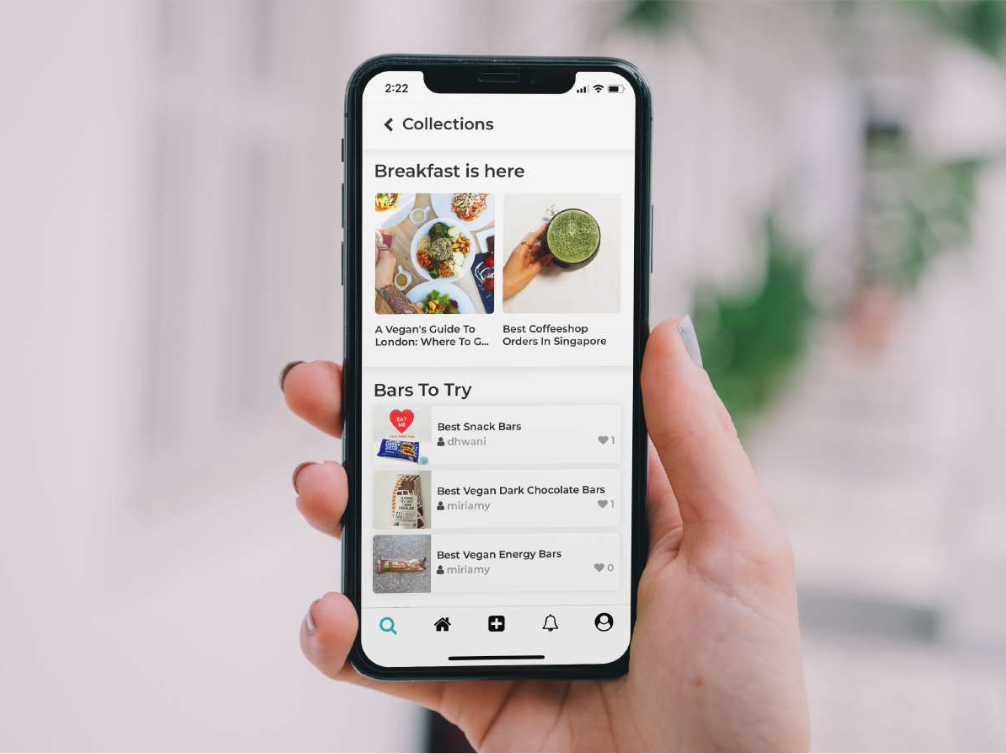 2:22
Collections
Breakfast is here
A Vegan's Guide To
London: Where To G...
Best Coffeeshop
Orders In Singapore
Bars To Try
EAT
ME
Best Snack Bars
dhwani
1
Best Vegan Dark Chocolate Bars
miriamy
1
Best Vegan Energy Bars
miriamy
0